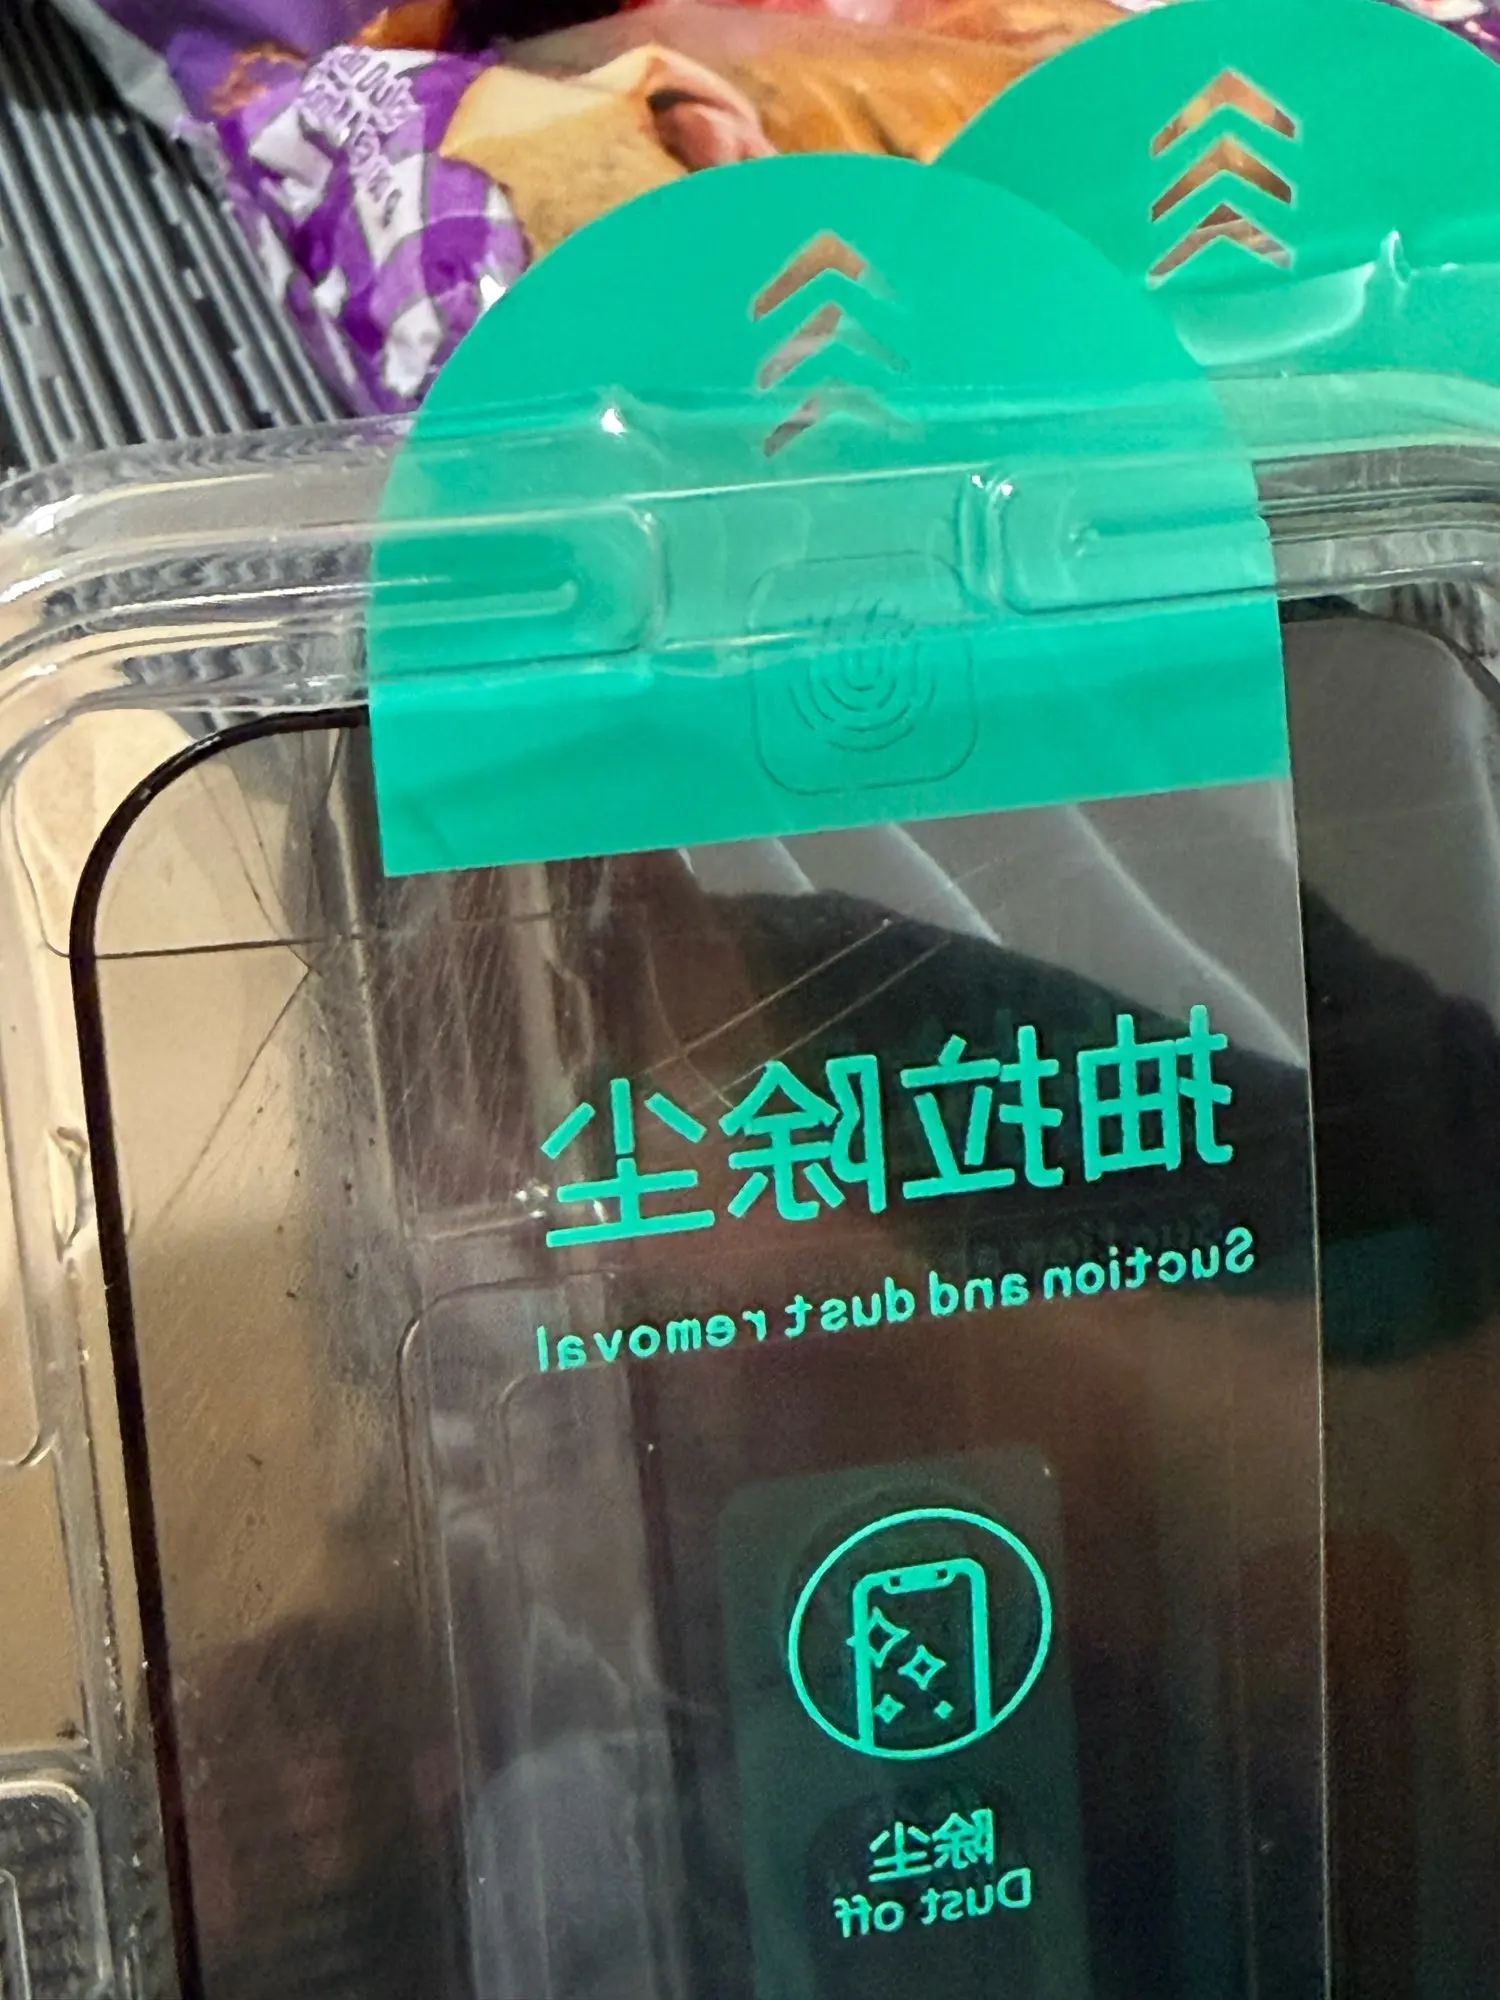 抽拉除尘
Suction and dust removal
除尘
Dust off